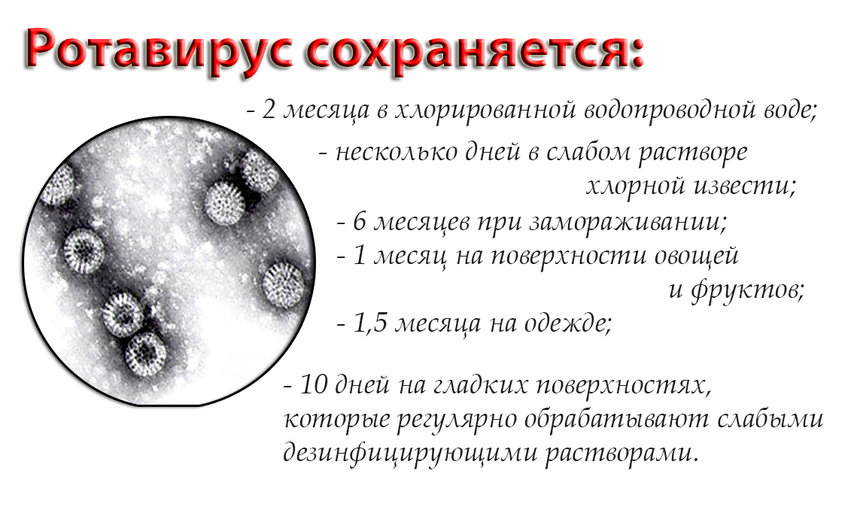 Ротавирус сохраняется:
- 2 месяца в хлорированной водопроводной воде;
- несколько дней в слабом растворе
хлорной извести;
- 6 месяцев при замораживании;
- 1 месяц на поверхности овощей
и фруктов;
- 1,5 месяца на одежде;
- 10 дней на гладких поверхностях,
которые регулярно обрабатывают слабыми
дезинфицирующими растворами.